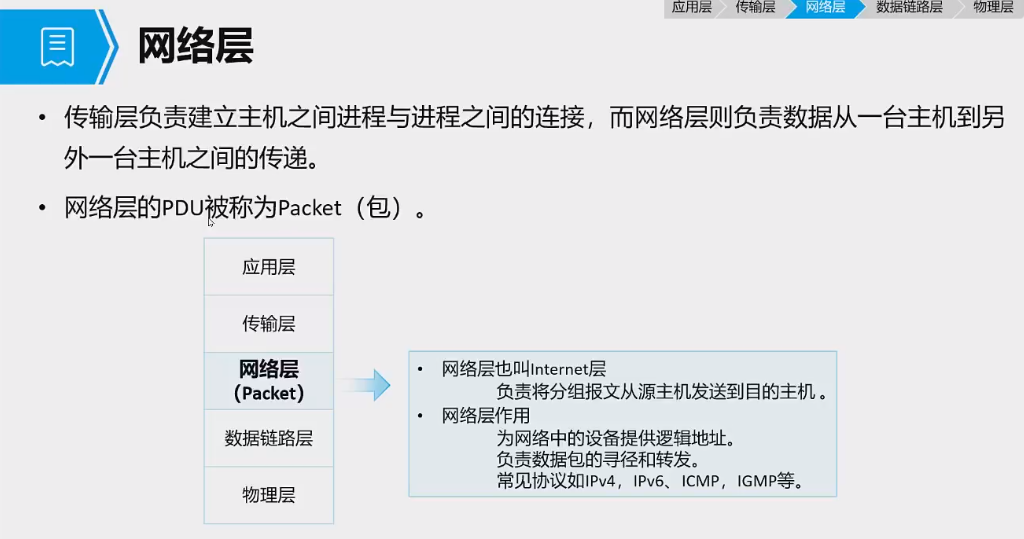 应用层 传输层 网络层 数据链路层 物理层
网络层
• 传输层负责建立主机之间进程与进程之间的连接，而网络层则负责数据从一台主机到另
外一台主机之间的传递。
• 网络层的PDU被称为Packet（包）。
应用层
传输层
网络层
（Packet）
数据链路层
物理层
• 网络层也叫Internet层
负责将分组报文从源主机发送到目的主机。
• 网络层作用
为网络中的设备提供逻辑地址。
负责数据包的寻径和转发。
常见协议如IPv4，IPv6、ICMP，IGMP等。